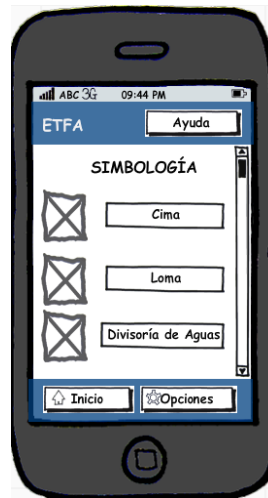 ABC 3G 09:44 PM
ETFA
Ayuda
SIMBOLOGÍA
Cima
Loma
Divisoría de Aguas
Inicio
Opciones